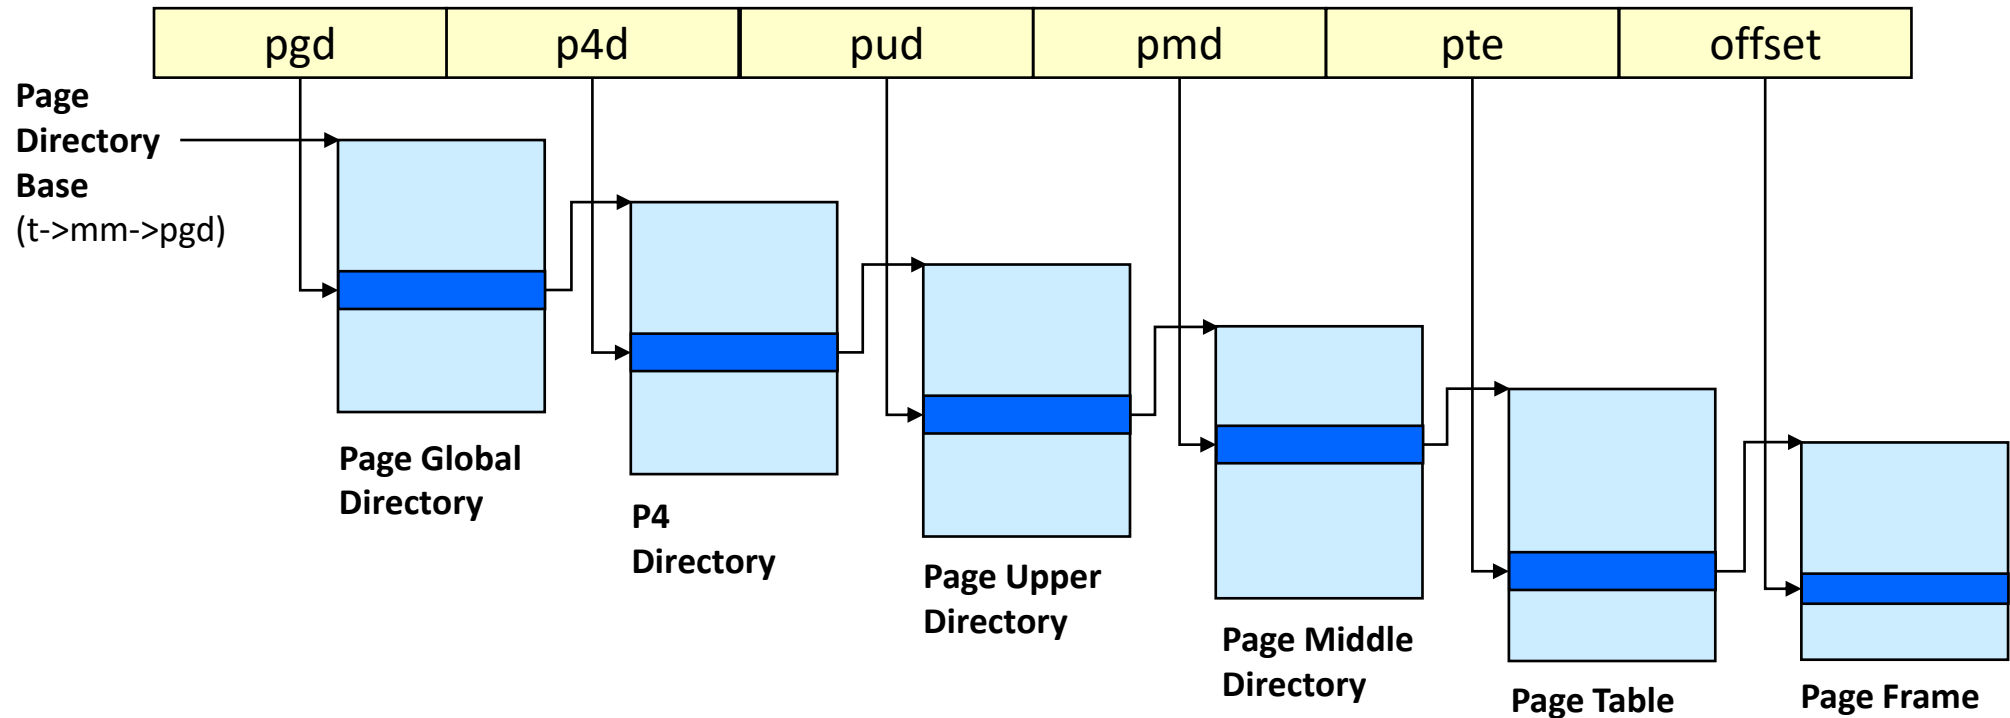 pgd
p4d
pud
pmd
pte
offset
Page
Directory
Base
(t->mm->pgd)
Page Global
Directory
P4
Directory
Page Upper
Directory
Page Middle
Directory
Page Table
Page Frame